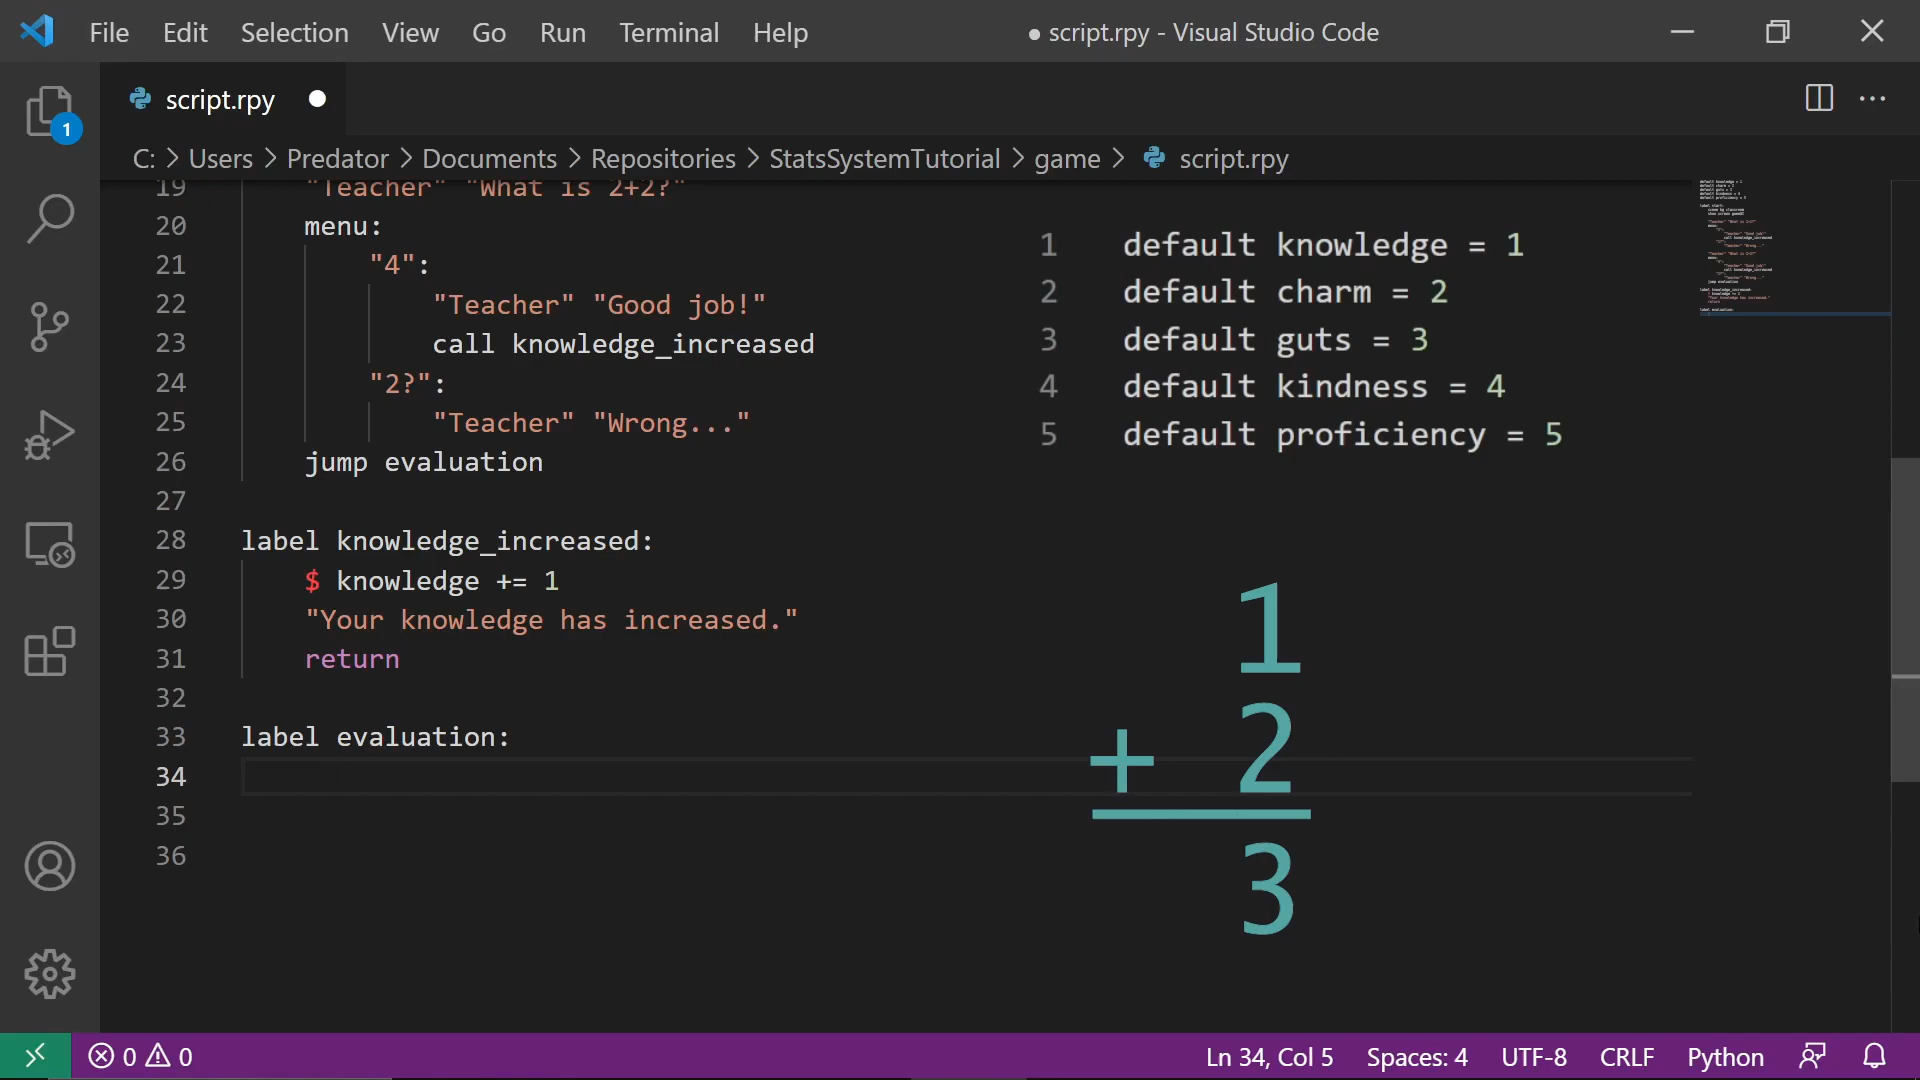 File Edit Selection View Go Run Terminal Help
● script.rpy - Visual Studio Code
script.rpy
1
C: > Users > Predator > Documents > Repositories > StatsSystemTutorial > game > script.rpy
19 "Teacher" "What is 2+2?"
20 menu:
21 "4":
22 "Teacher" "Good job!"
23 call knowledge_increased
24 "2?":
25 "Teacher" "Wrong..."
26 jump evaluation
27
28 label knowledge_increased:
29 $ knowledge += 1
30 "Your knowledge has increased."
31 return
32
33 label evaluation:
34
35
36
1 default knowledge = 1
2 default charm = 2
3 default guts = 3
4 default kindness = 4
5 default proficiency = 5
1
+ 2
3
0 0
Ln 34, Col 5 Spaces: 4 UTF-8 CRLF Python